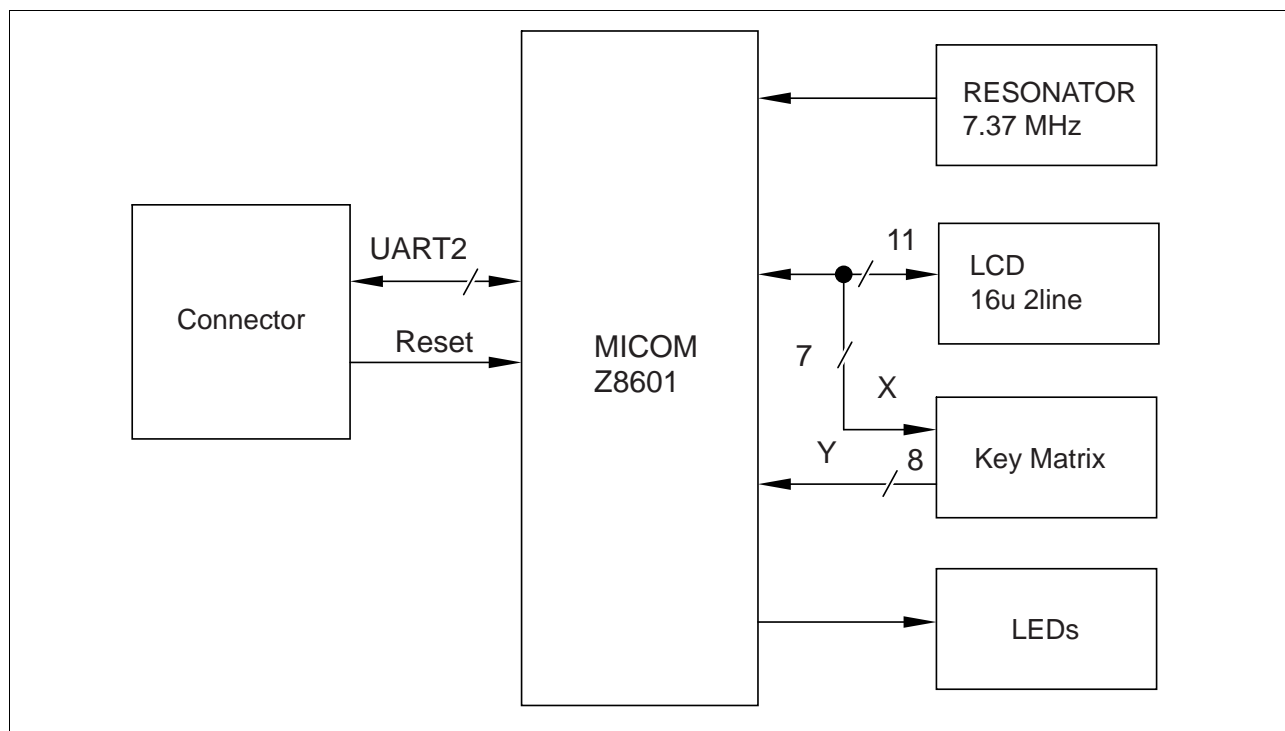 RESONATOR
7.37 MHz
UART2
11
LCD
16u 2line
Connector
Reset
MICOM
Z8601
7
X
Y
8
Key Matrix
LEDs